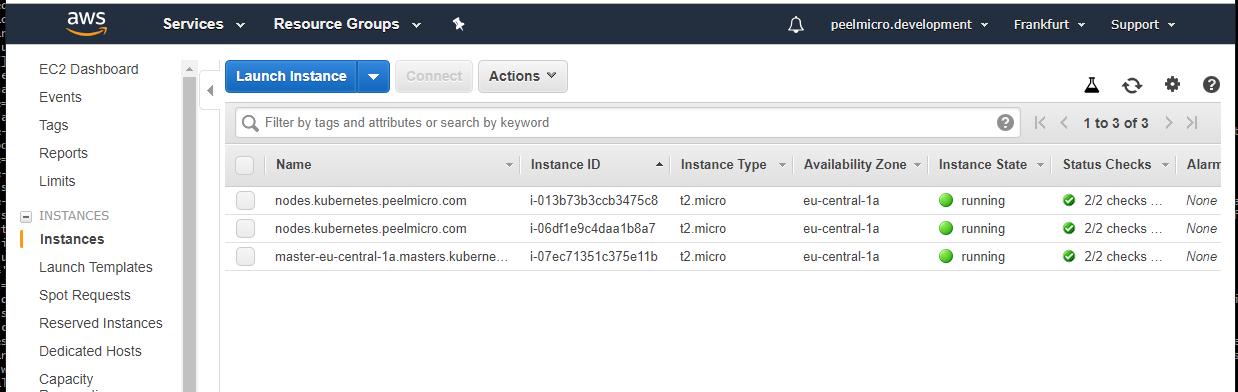 aws Services Resource Groups peelmicro.development Frankfurt Support
EC2 Dashboard
Events
Tags
Reports
Limits
INSTANCES
Instances
Launch Templates
Spot Requests
Reserved Instances
Dedicated Hosts
Capacity
Launch Instance Connect Actions
Filter by tags and attributes or search by keyword 1 to 3 of 3
Name Instance ID Instance Type Availability Zone Instance State Status Checks Alarm
nodes.kubernetes.peelmicro.com i-013b73b3ccb3475c8 t2.micro eu-central-1a running 2/2 checks ... None
nodes.kubernetes.peelmicro.com i-06df1e9c4daa1b8a7 t2.micro eu-central-1a running 2/2 checks ... None
master-eu-central-1a.masters.kuberne... i-07ec71351c375e11b t2.micro eu-central-1a running 2/2 checks ... None